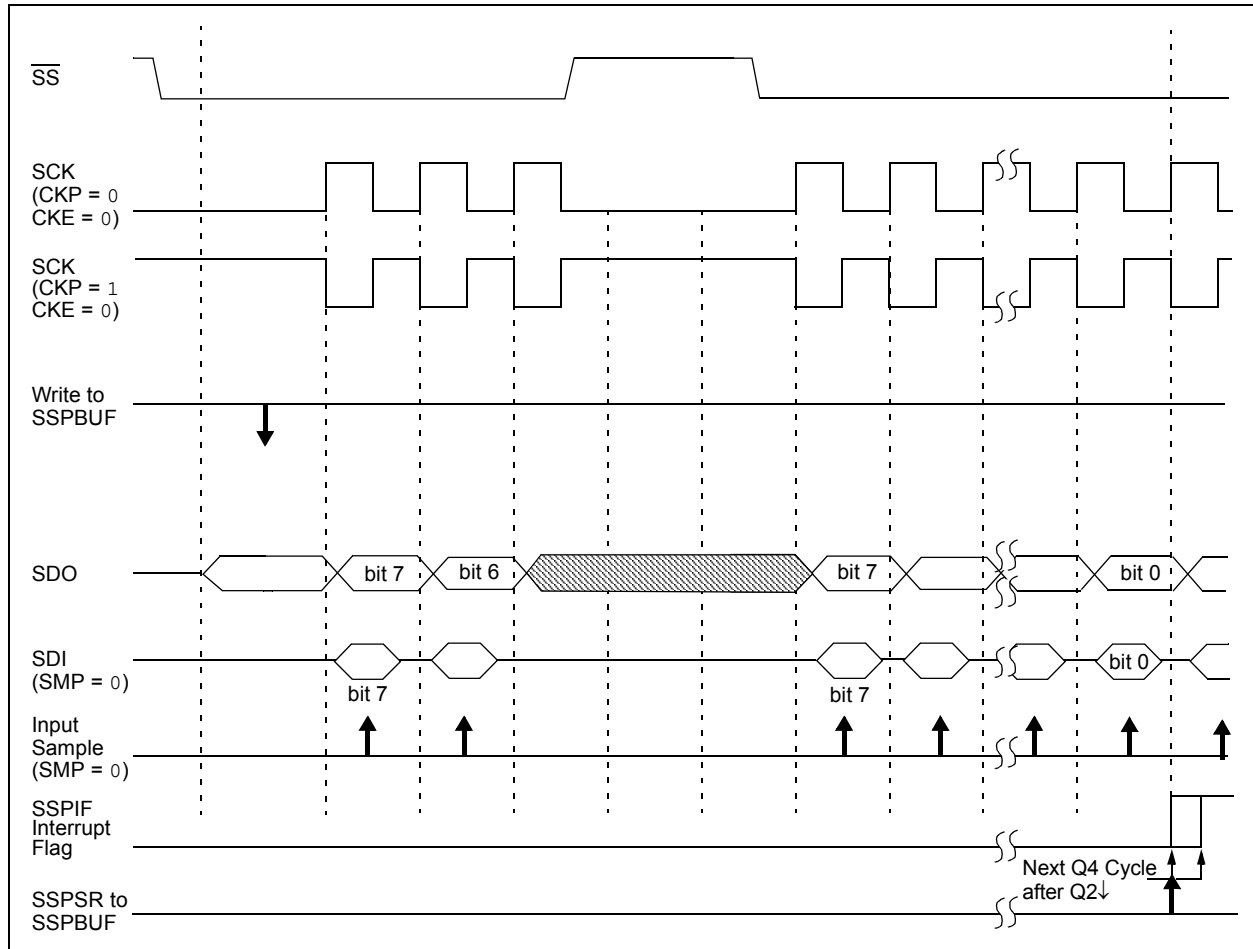 SS
SCK
(CKP = 0
CKE = 0)
SCK
(CKP = 1
CKE = 0)
Write to
SSPBUF
SDO
bit 7
bit 6
bit 7
bit 0
SDI
(SMP = 0)
bit 7
bit 7
bit 0
Input
Sample
(SMP = 0)
SSPIF
Interrupt
Flag
Next Q4 Cycle
after Q2↓
SSPSR to
SSPBUF